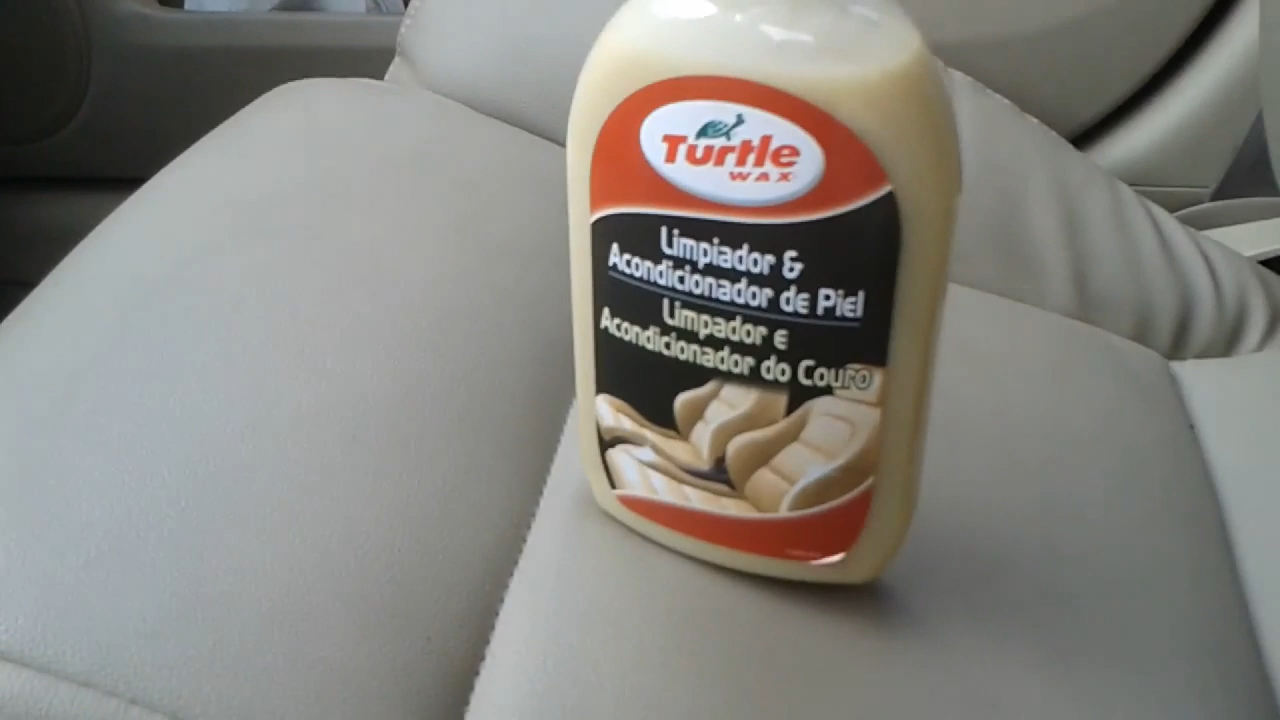 Turtle
WAX
Limpiador &
Acondicionador de Piel
Limpador e
Acondicionador do Couro